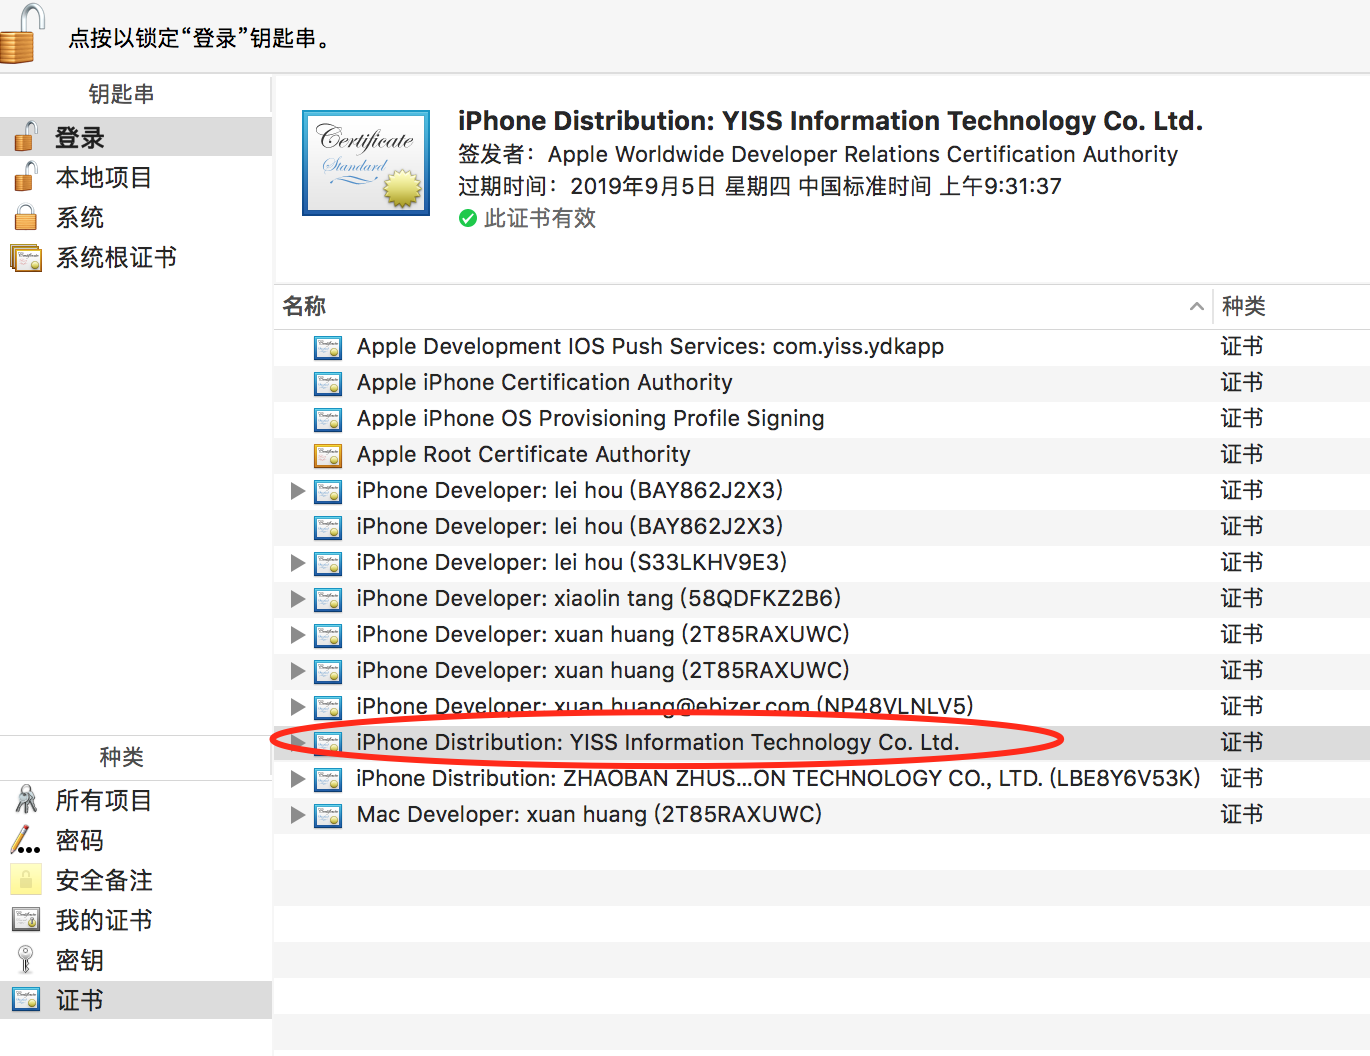 点按以锁定“登录”钥匙串。
钥匙串
登录
本地项目
系统
系统根证书
Certificate
Standard
iPhone Distribution: YISS Information Technology Co. Ltd.
签发者：Apple Worldwide Developer Relations Certification Authority
过期时间：2019年9月5日 星期四 中国标准时间 上午9:31:37
此证书有效
名称 种类
Apple Development IOS Push Services: com.yiss.ydkapp 证书
Apple iPhone Certification Authority 证书
Apple iPhone OS Provisioning Profile Signing 证书
Apple Root Certificate Authority 证书
iPhone Developer: lei hou (BAY862J2X3) 证书
iPhone Developer: lei hou (BAY862J2X3) 证书
iPhone Developer: lei hou (S33LKHV9E3) 证书
iPhone Developer: xiaolin tang (58QDFKZ2B6) 证书
iPhone Developer: xuan huang (2T85RAXUWC) 证书
iPhone Developer: xuan huang (2T85RAXUWC) 证书
iPhone Developer: xuan huang@ebizer.com (NP48VLNLV5) 证书
iPhone Distribution: YISS Information Technology Co. Ltd. 证书
iPhone Distribution: ZHAOBAN ZHUS...ON TECHNOLOGY CO., LTD. (LBE8Y6V53K) 证书
Mac Developer: xuan huang (2T85RAXUWC) 证书
种类
所有项目
密码
安全备注
我的证书
密钥
证书